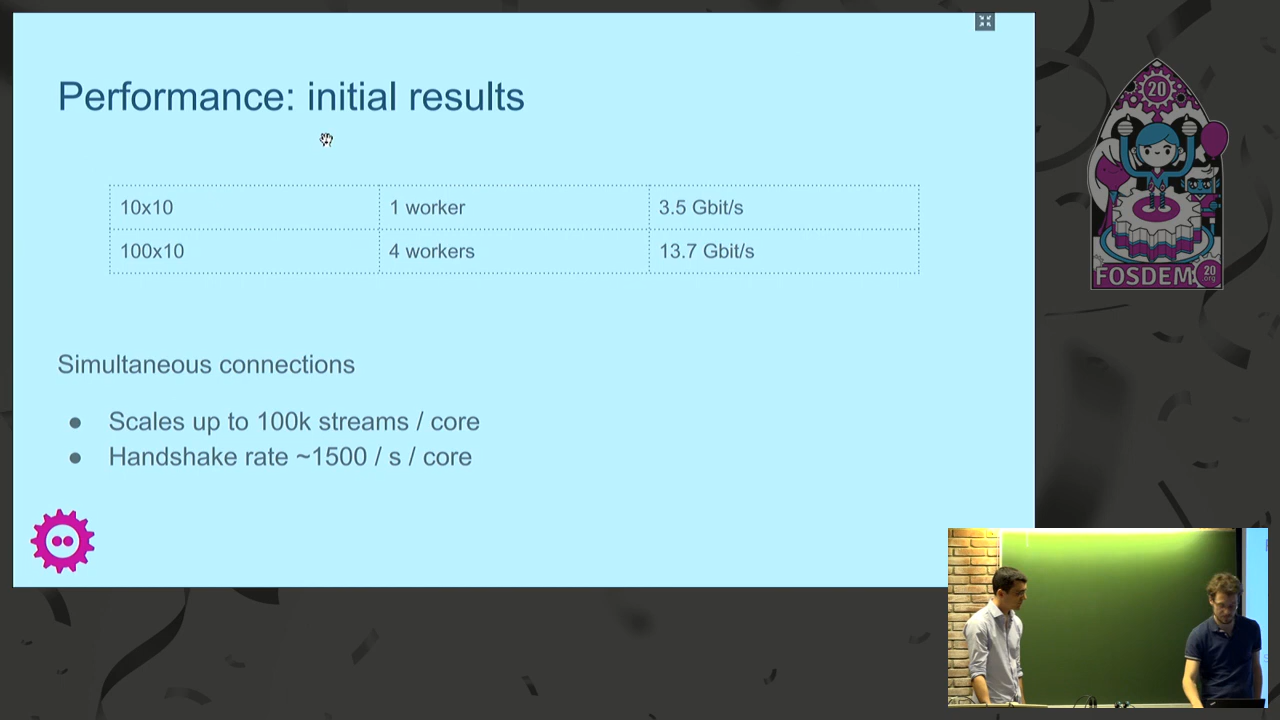 Performance: initial results
10x10 1 worker 3.5 Gbit/s
100x10 4 workers 13.7 Gbit/s
Simultaneous connections
● Scales up to 100k streams / core
● Handshake rate ~1500 / s / core
20
FOSDEM
20
.org